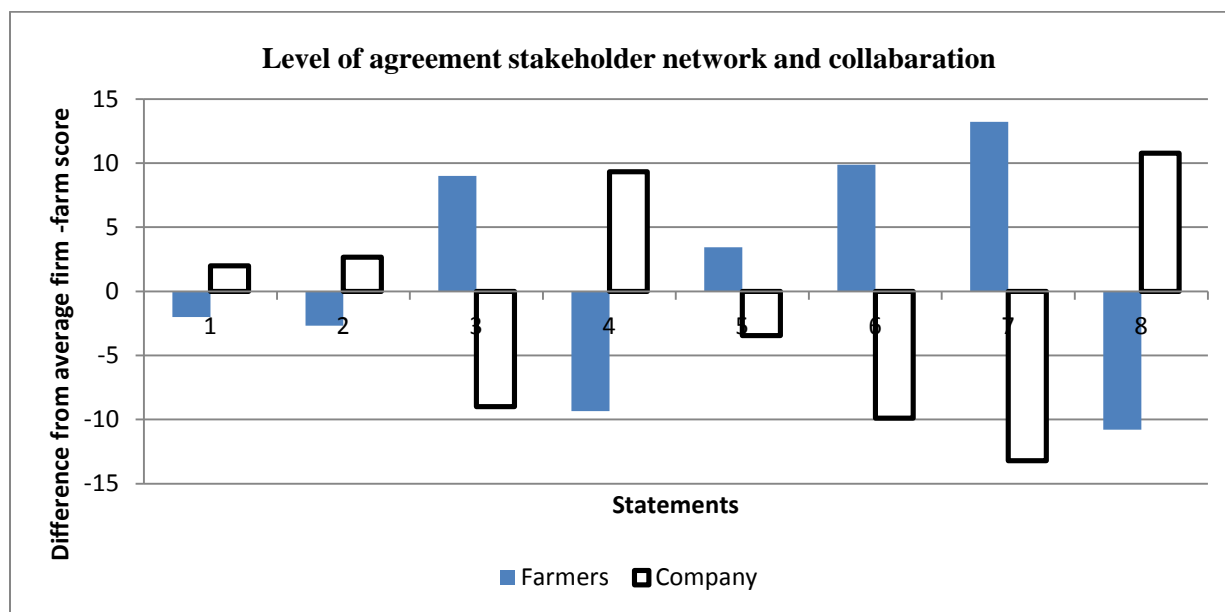 Level of agreement stakeholder network and collabaration
Difference from average firm -farm score
15
10
5
0
-5
-10
-15
1 2 3 4 5 6 7 8
Statements
Farmers Company